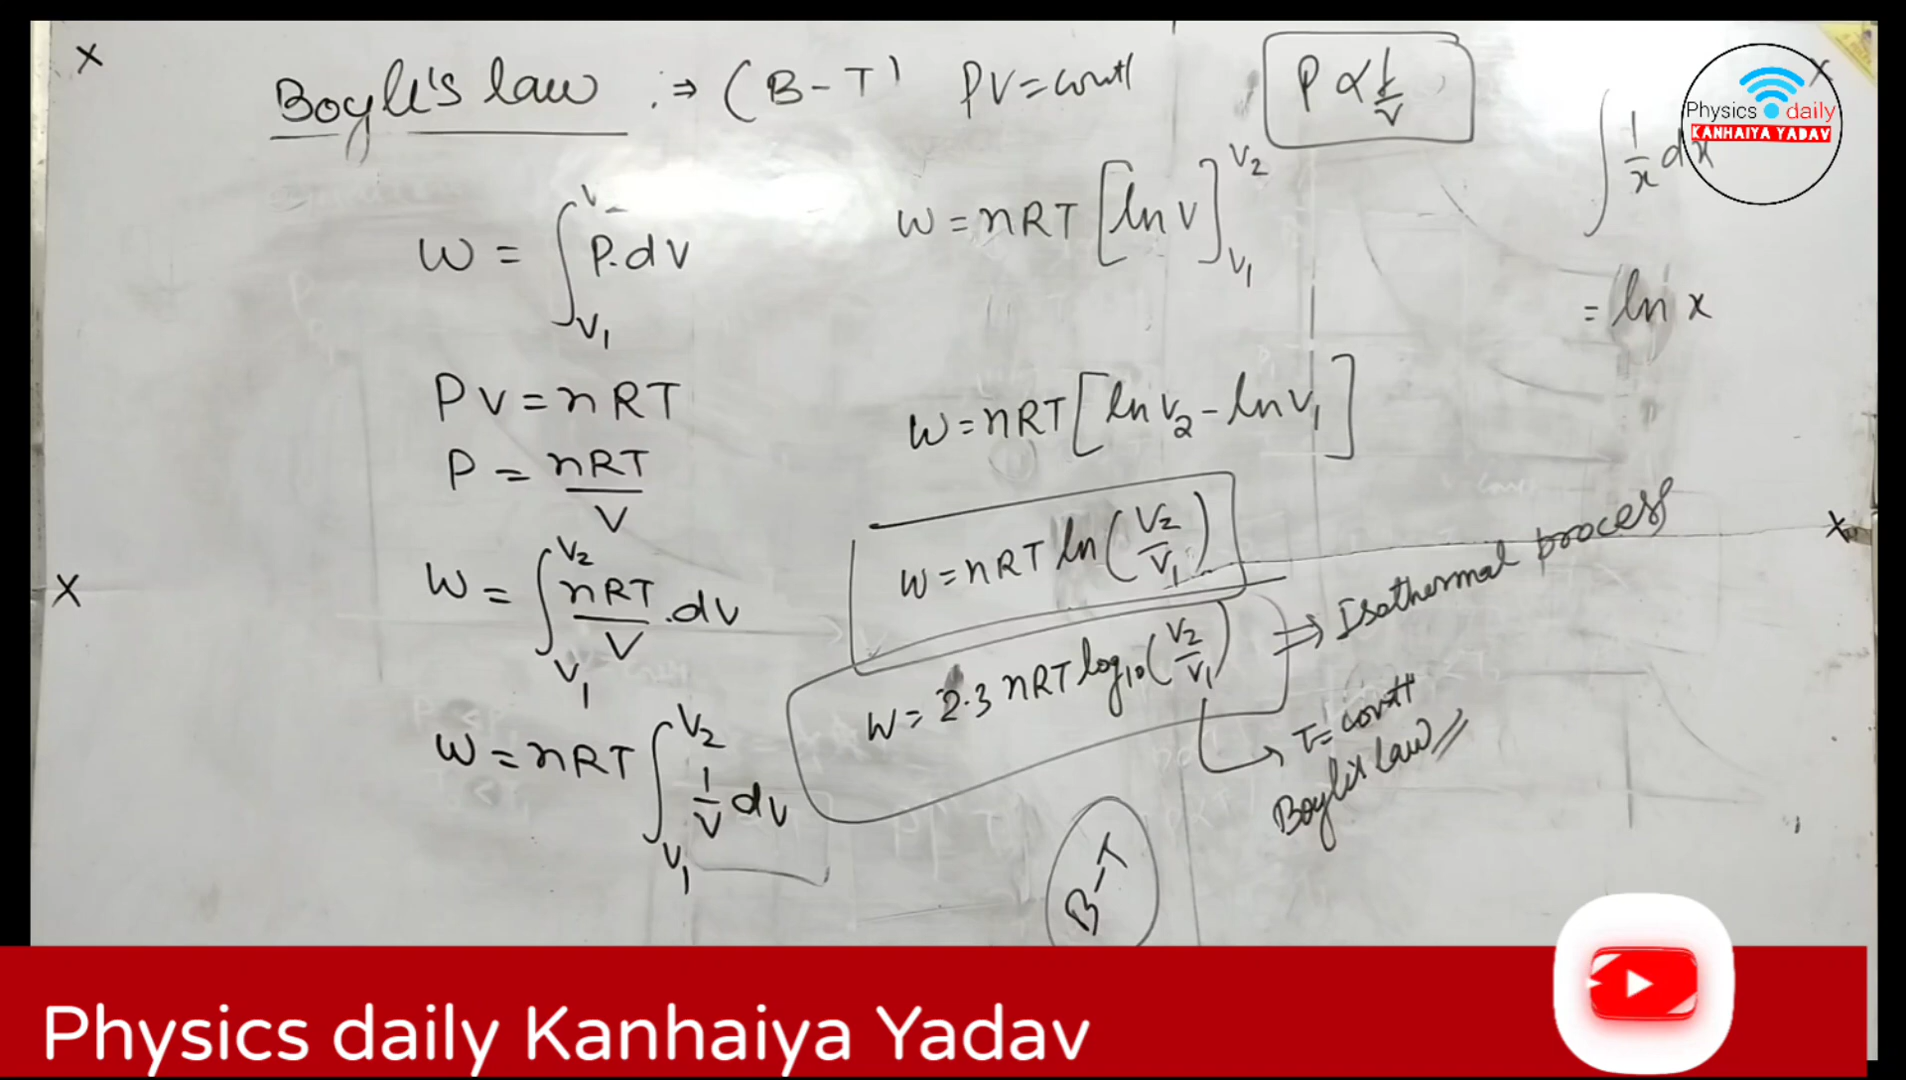 Boyle's law :⇒ (B-T) PV = const P ∝ 1/V
W = ∫V1 P.dV
PV = nRT
P = nRT/V
W = ∫V1^V2 nRT/V .dV
W = nRT ∫V1^V2 1/V dV
W = nRT [ln V]V1^V2
W = nRT [ln V2 - ln V1]
W = nRT ln (V2/V1)
W = 2.3 nRT log10 (V2/V1) ⇒ Isothermal process
T = const
Boyle's law
B-T
∫ 1/x dx
= ln x
Physics daily
KANHAIYA YADAV
Physics daily Kanhaiya Yadav